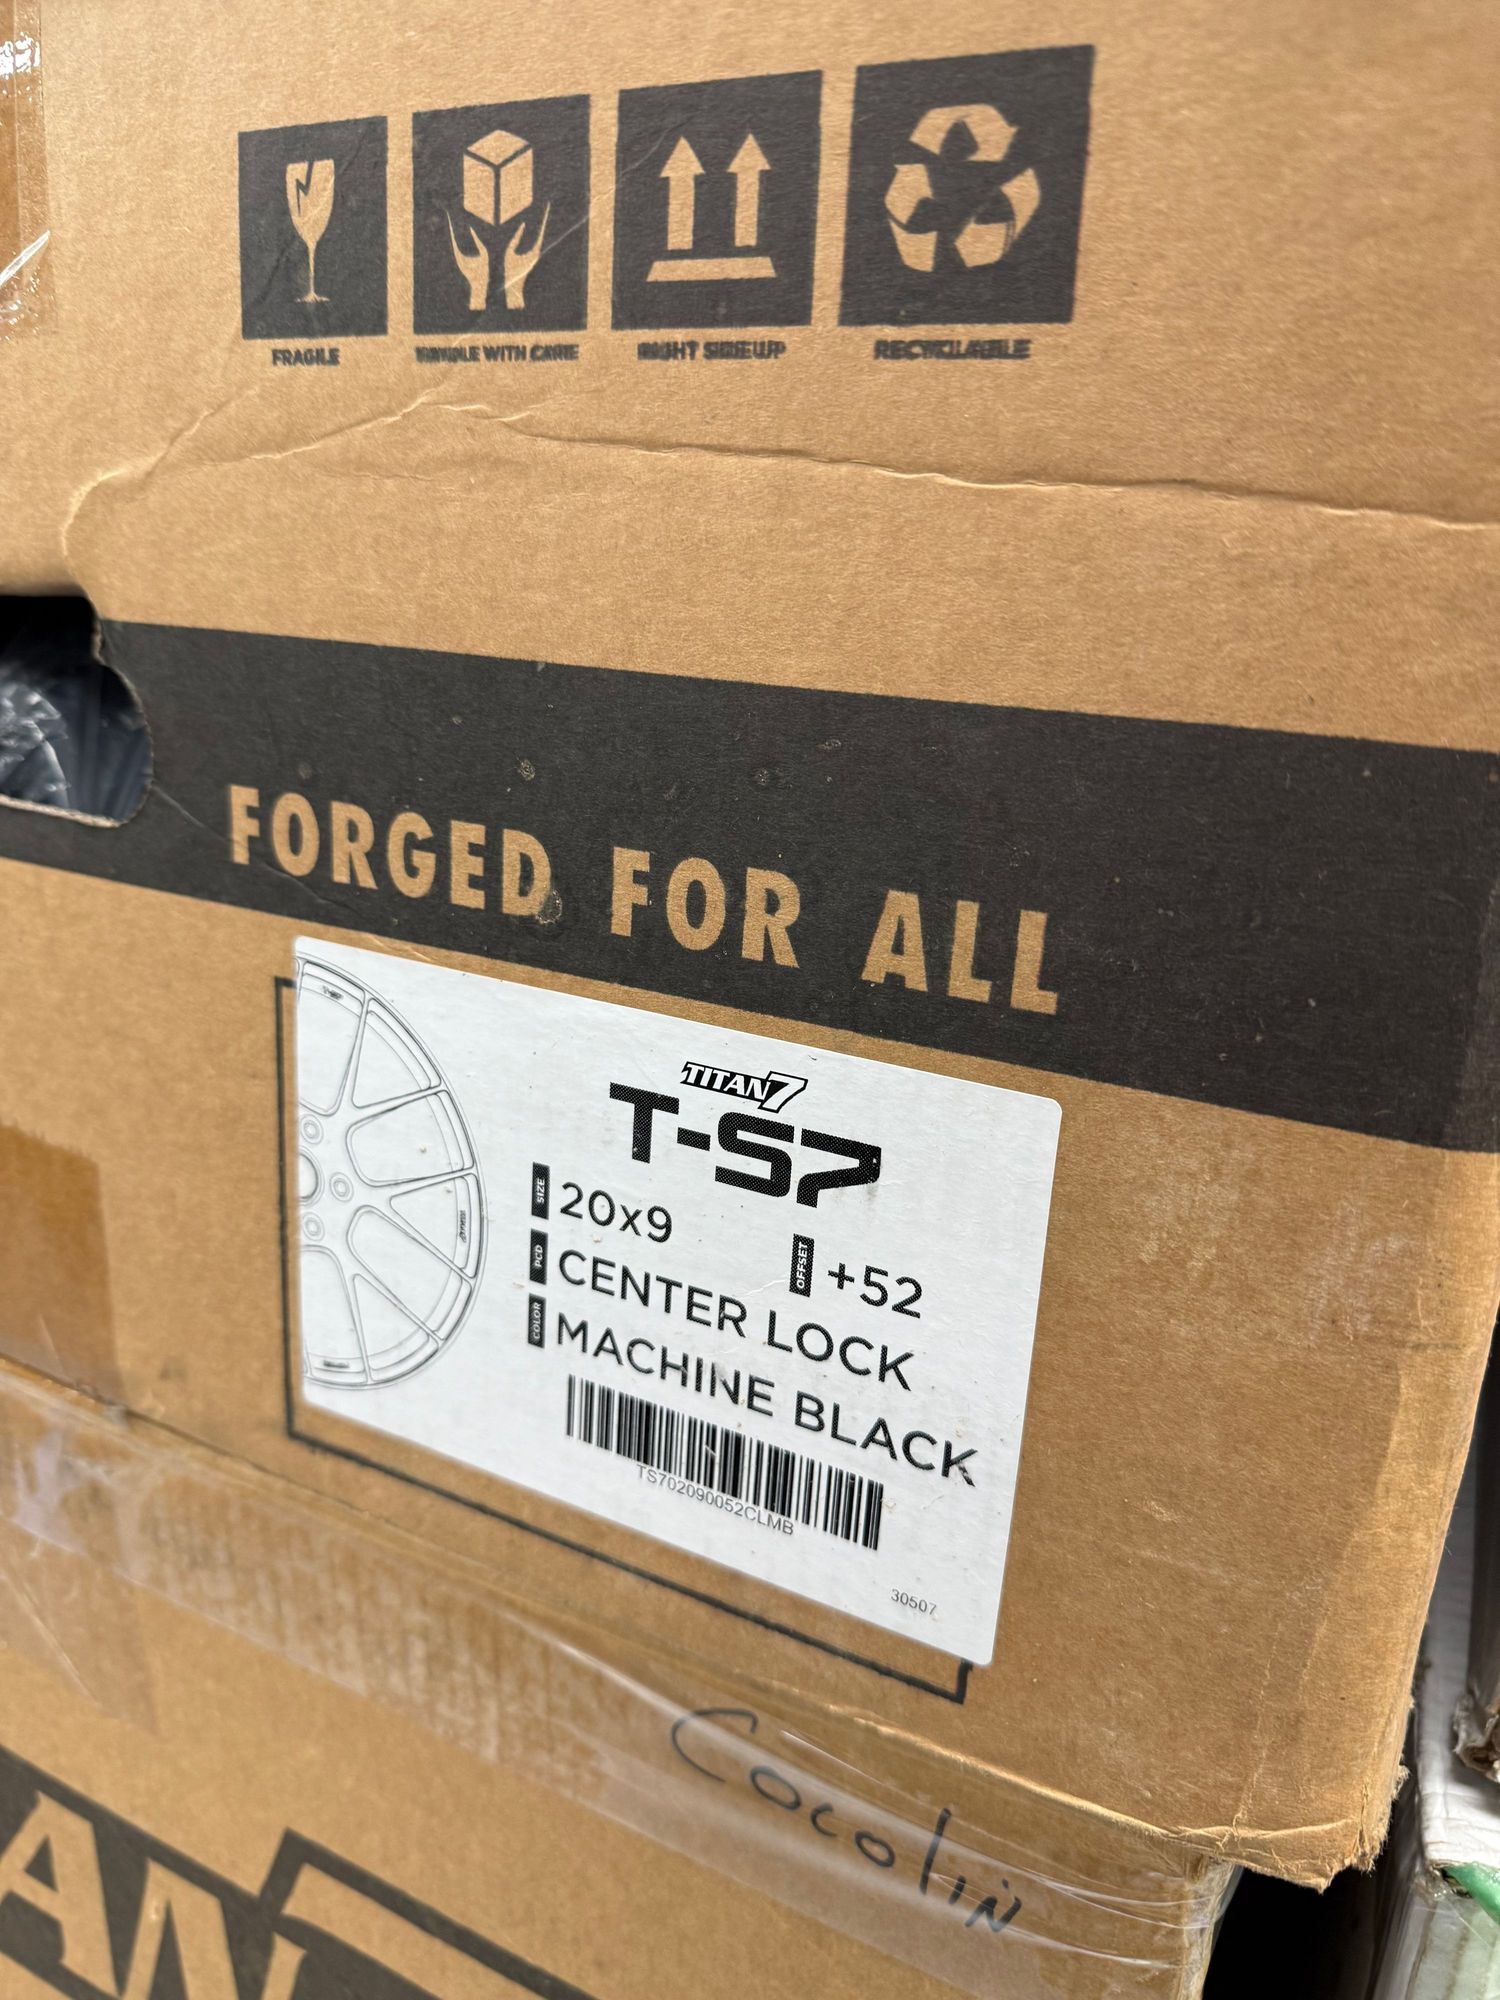 FRAGILE
HANDLE WITH CARE
RIGHT SIDE UP
RECYCLABLE
FORGED FOR ALL
TITAN7
T-S7
SIZE 20x9
OFFSET +52
PCD CENTER LOCK
COLOR MACHINE BLACK
TS702090052CLMB
30507
Cocolin
AN